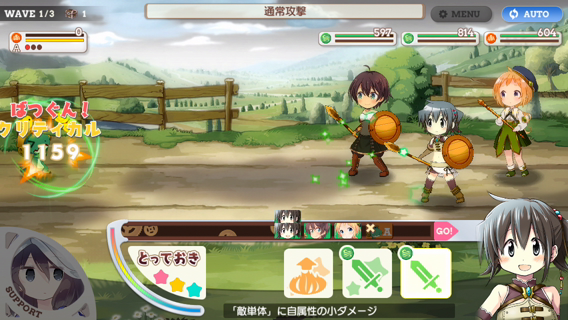 WAVE 1/3 1
通常攻撃
MENU
AUTO
0
A
597
814
604
ばつぐん!
クリティカル
1159
GO!
とっておき
SUPPORT
「敵単体」に自属性の小ダメージ